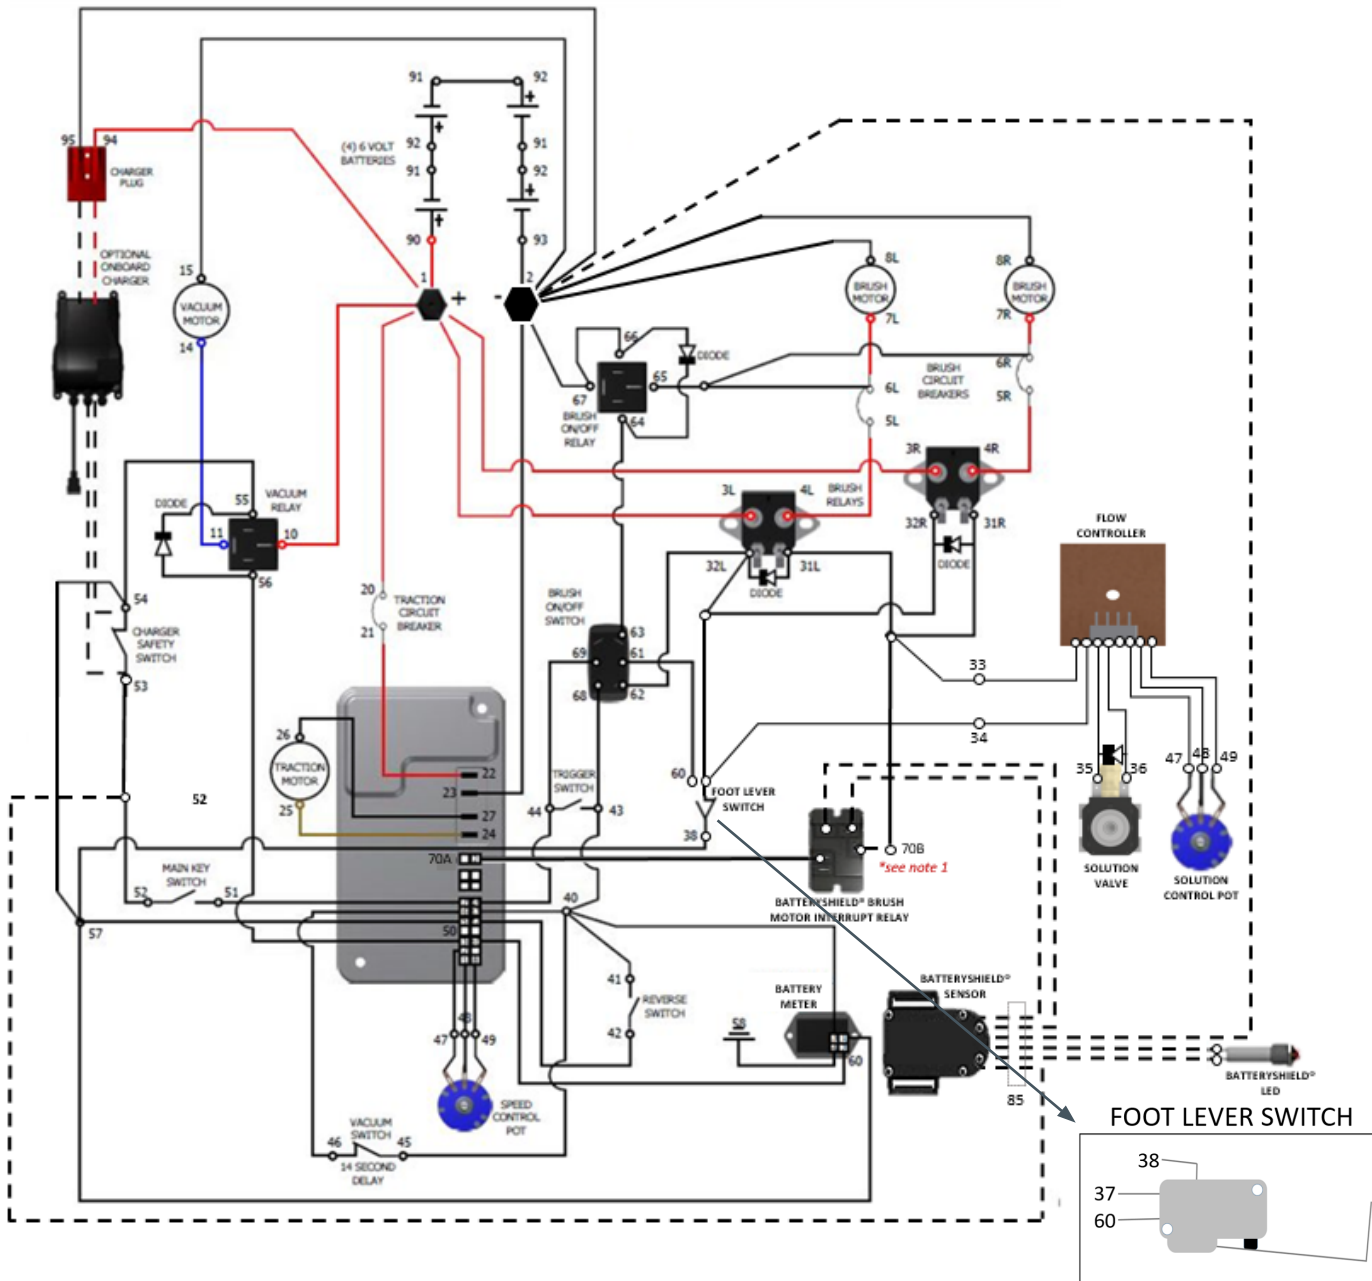 91 92
+
(4) 6 VOLT
BATTERIES
+
92 91
91 92
+
+
90 93
95 94
CHARGER
PLUG
OPTIONAL
ONBOARD
CHARGER
15
VACUUM
MOTOR
14
1 + - 2
8L 8R
BRUSH
MOTOR
BRUSH
MOTOR
7L 7R
66
DIODE
65
67 64
BRUSH
ON/OFF
RELAY
6L 6R
BRUSH
CIRCUIT
BREAKERS
5L 5R
3R 4R
3L 4L
BRUSH
RELAYS
32R 31R
DIODE
32L 31L
DIODE
55
VACUUM
RELAY
DIODE
11 10
56
FLOW
CONTROLLER
54
CHARGER
SAFETY
SWITCH
53
20
TRACTION
CIRCUIT
BREAKER
21
BRUSH
ON/OFF
SWITCH
63
69 61
68 62
33
34
26
TRACTION
MOTOR
25
22
23
27
24
70A
TRIGGER
SWITCH
44 43
60
FOOT LEVER
SWITCH
38
35 36
47 48 49
SOLUTION
VALVE
SOLUTION
CONTROL POT
52
MAIN KEY
SWITCH
52 51
57
50
40
70B
*see note 1
BATTERYSHIELD® BRUSH
MOTOR INTERRUPT RELAY
41
REVERSE
SWITCH
42
BATTERY
METER
58
60
BATTERYSHIELD®
SENSOR
85
BATTERYSHIELD®
LED
47 48 49
SPEED
CONTROL
POT
VACUUM
SWITCH
46 45
14 SECOND
DELAY
FOOT LEVER SWITCH
38
37
60